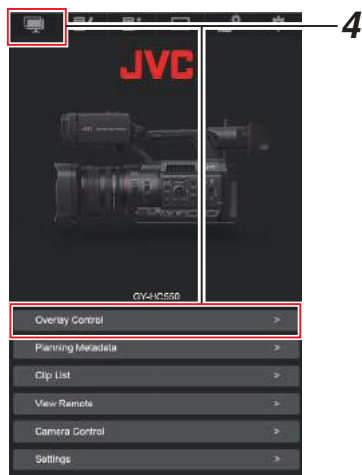 4
JVC
GY-HC550
Overlay Control >
Planning Metadata >
Clip List >
View Remote >
Camera Control >
Settings >